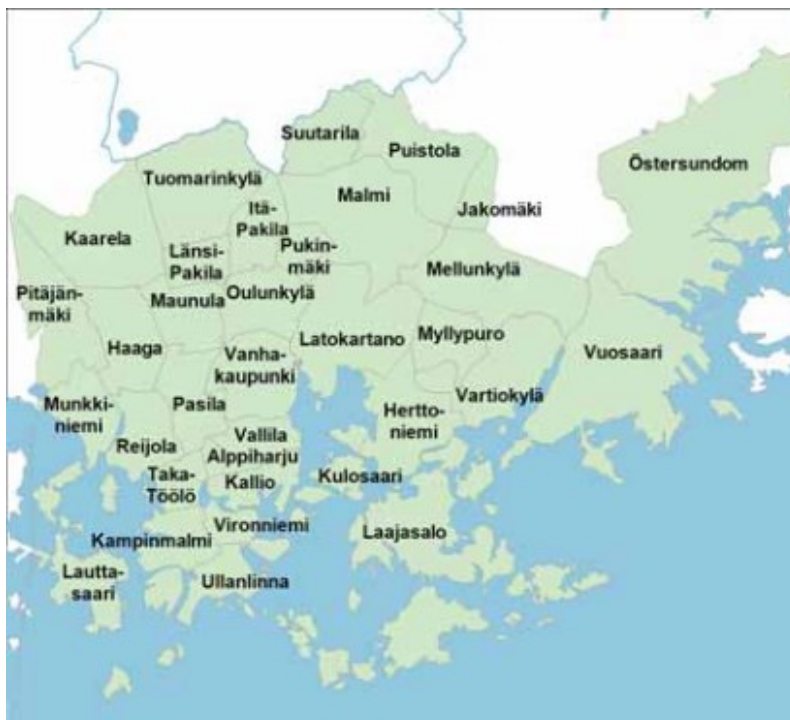 Suutarila
Puistola
Östersundom
Tuomarinkylä
Malmi
Itä-
Pakila
Jakomäki
Kaarela
Länsi-
Pakila
Pukin-
mäki
Mellunkylä
Pitäjän-
mäki
Maunula
Oulunkylä
Haaga
Latokartano
Myllypuro
Vuosaari
Vanha-
kaupunki
Munkki-
niemi
Pasila
Hertto-
niemi
Vartiokylä
Reijola
Vallila
Alppiharju
Taka-
Töölö
Kallio
Kulosaari
Vironniemi
Laajasalo
Kampinmalmi
Lautta-
saari
Ullanlinna